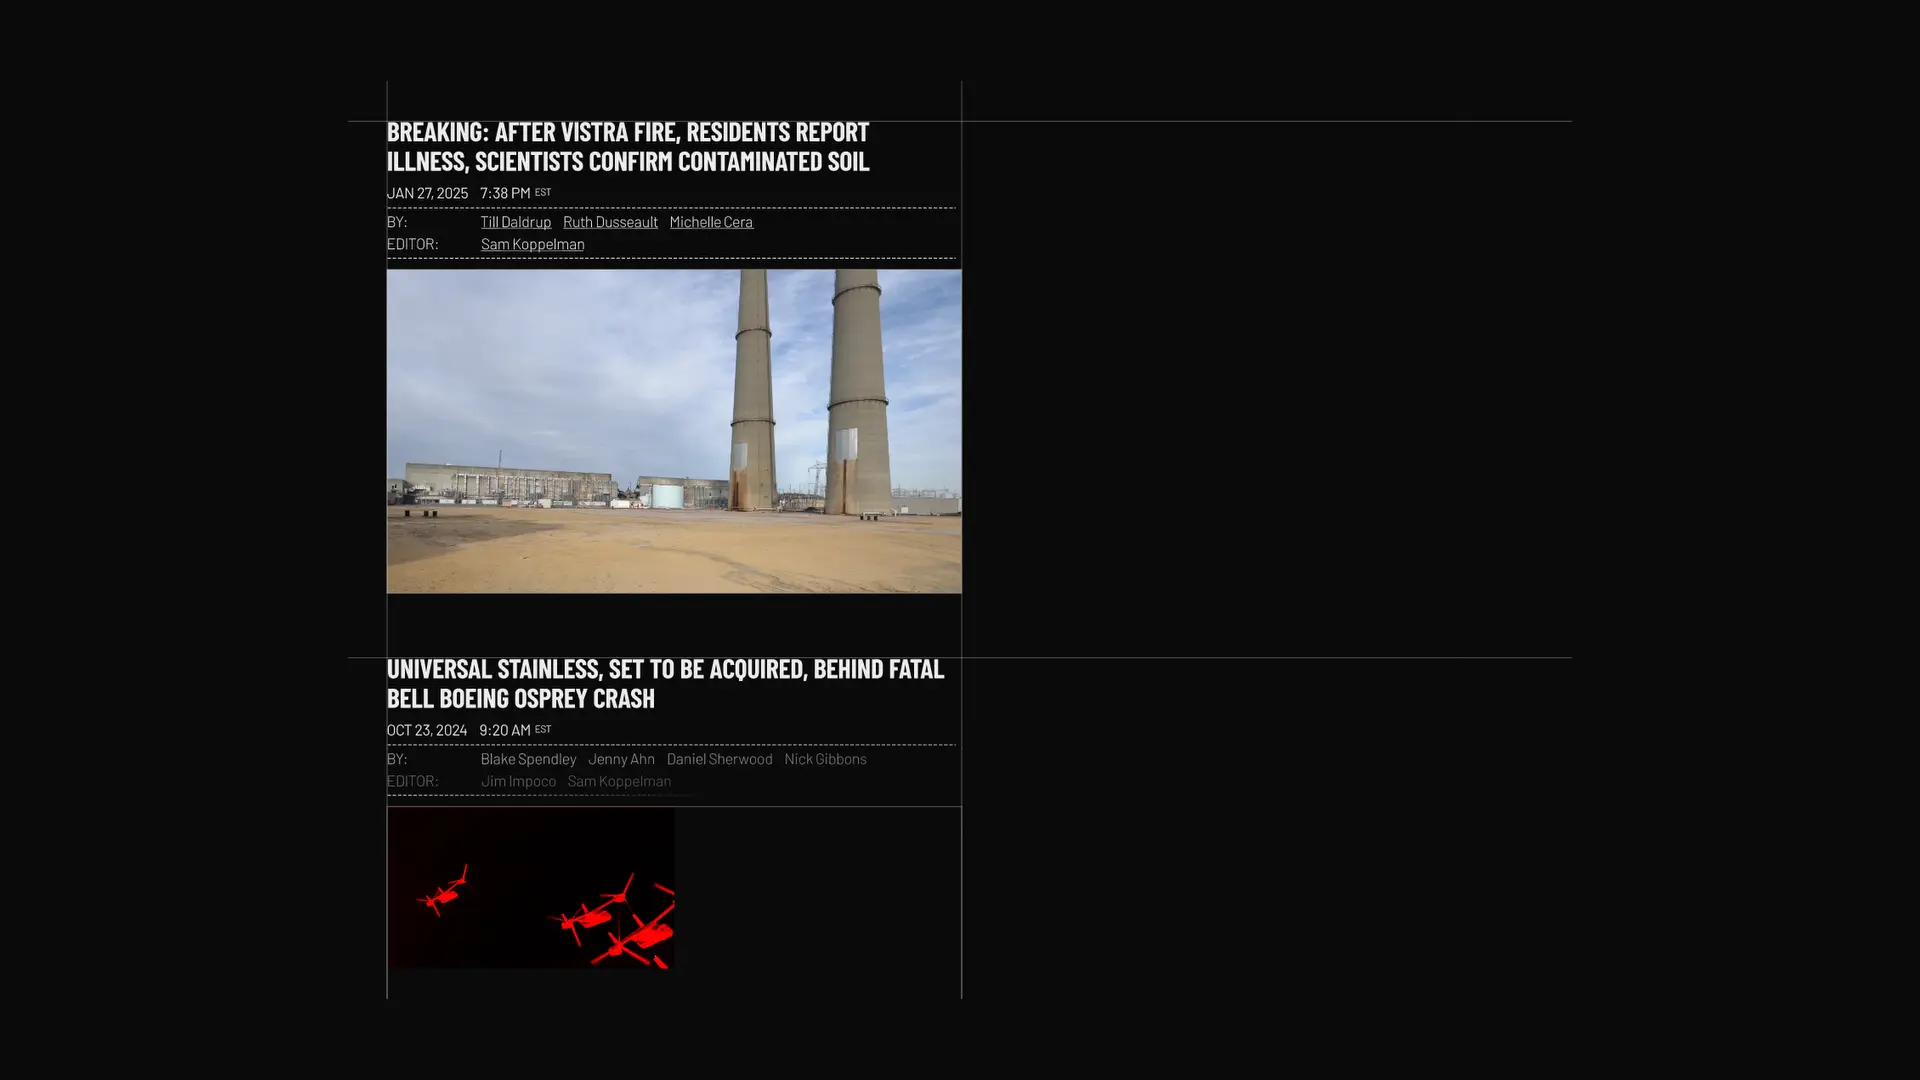 BREAKING: AFTER VISTRA FIRE, RESIDENTS REPORT
ILLNESS, SCIENTISTS CONFIRM CONTAMINATED SOIL
JAN 27, 2025 7:38 PM EST
BY: Till Daldrup Ruth Dusseault Michelle Cera
EDITOR: Sam Koppelman
UNIVERSAL STAINLESS, SET TO BE ACQUIRED, BEHIND FATAL
BELL BOEING OSPREY CRASH
OCT 23, 2024 9:20 AM EST
BY: Blake Spendley Jenny Ahn Daniel Sherwood Nick Gibbons
EDITOR: Jim Impoco Sam Koppelman